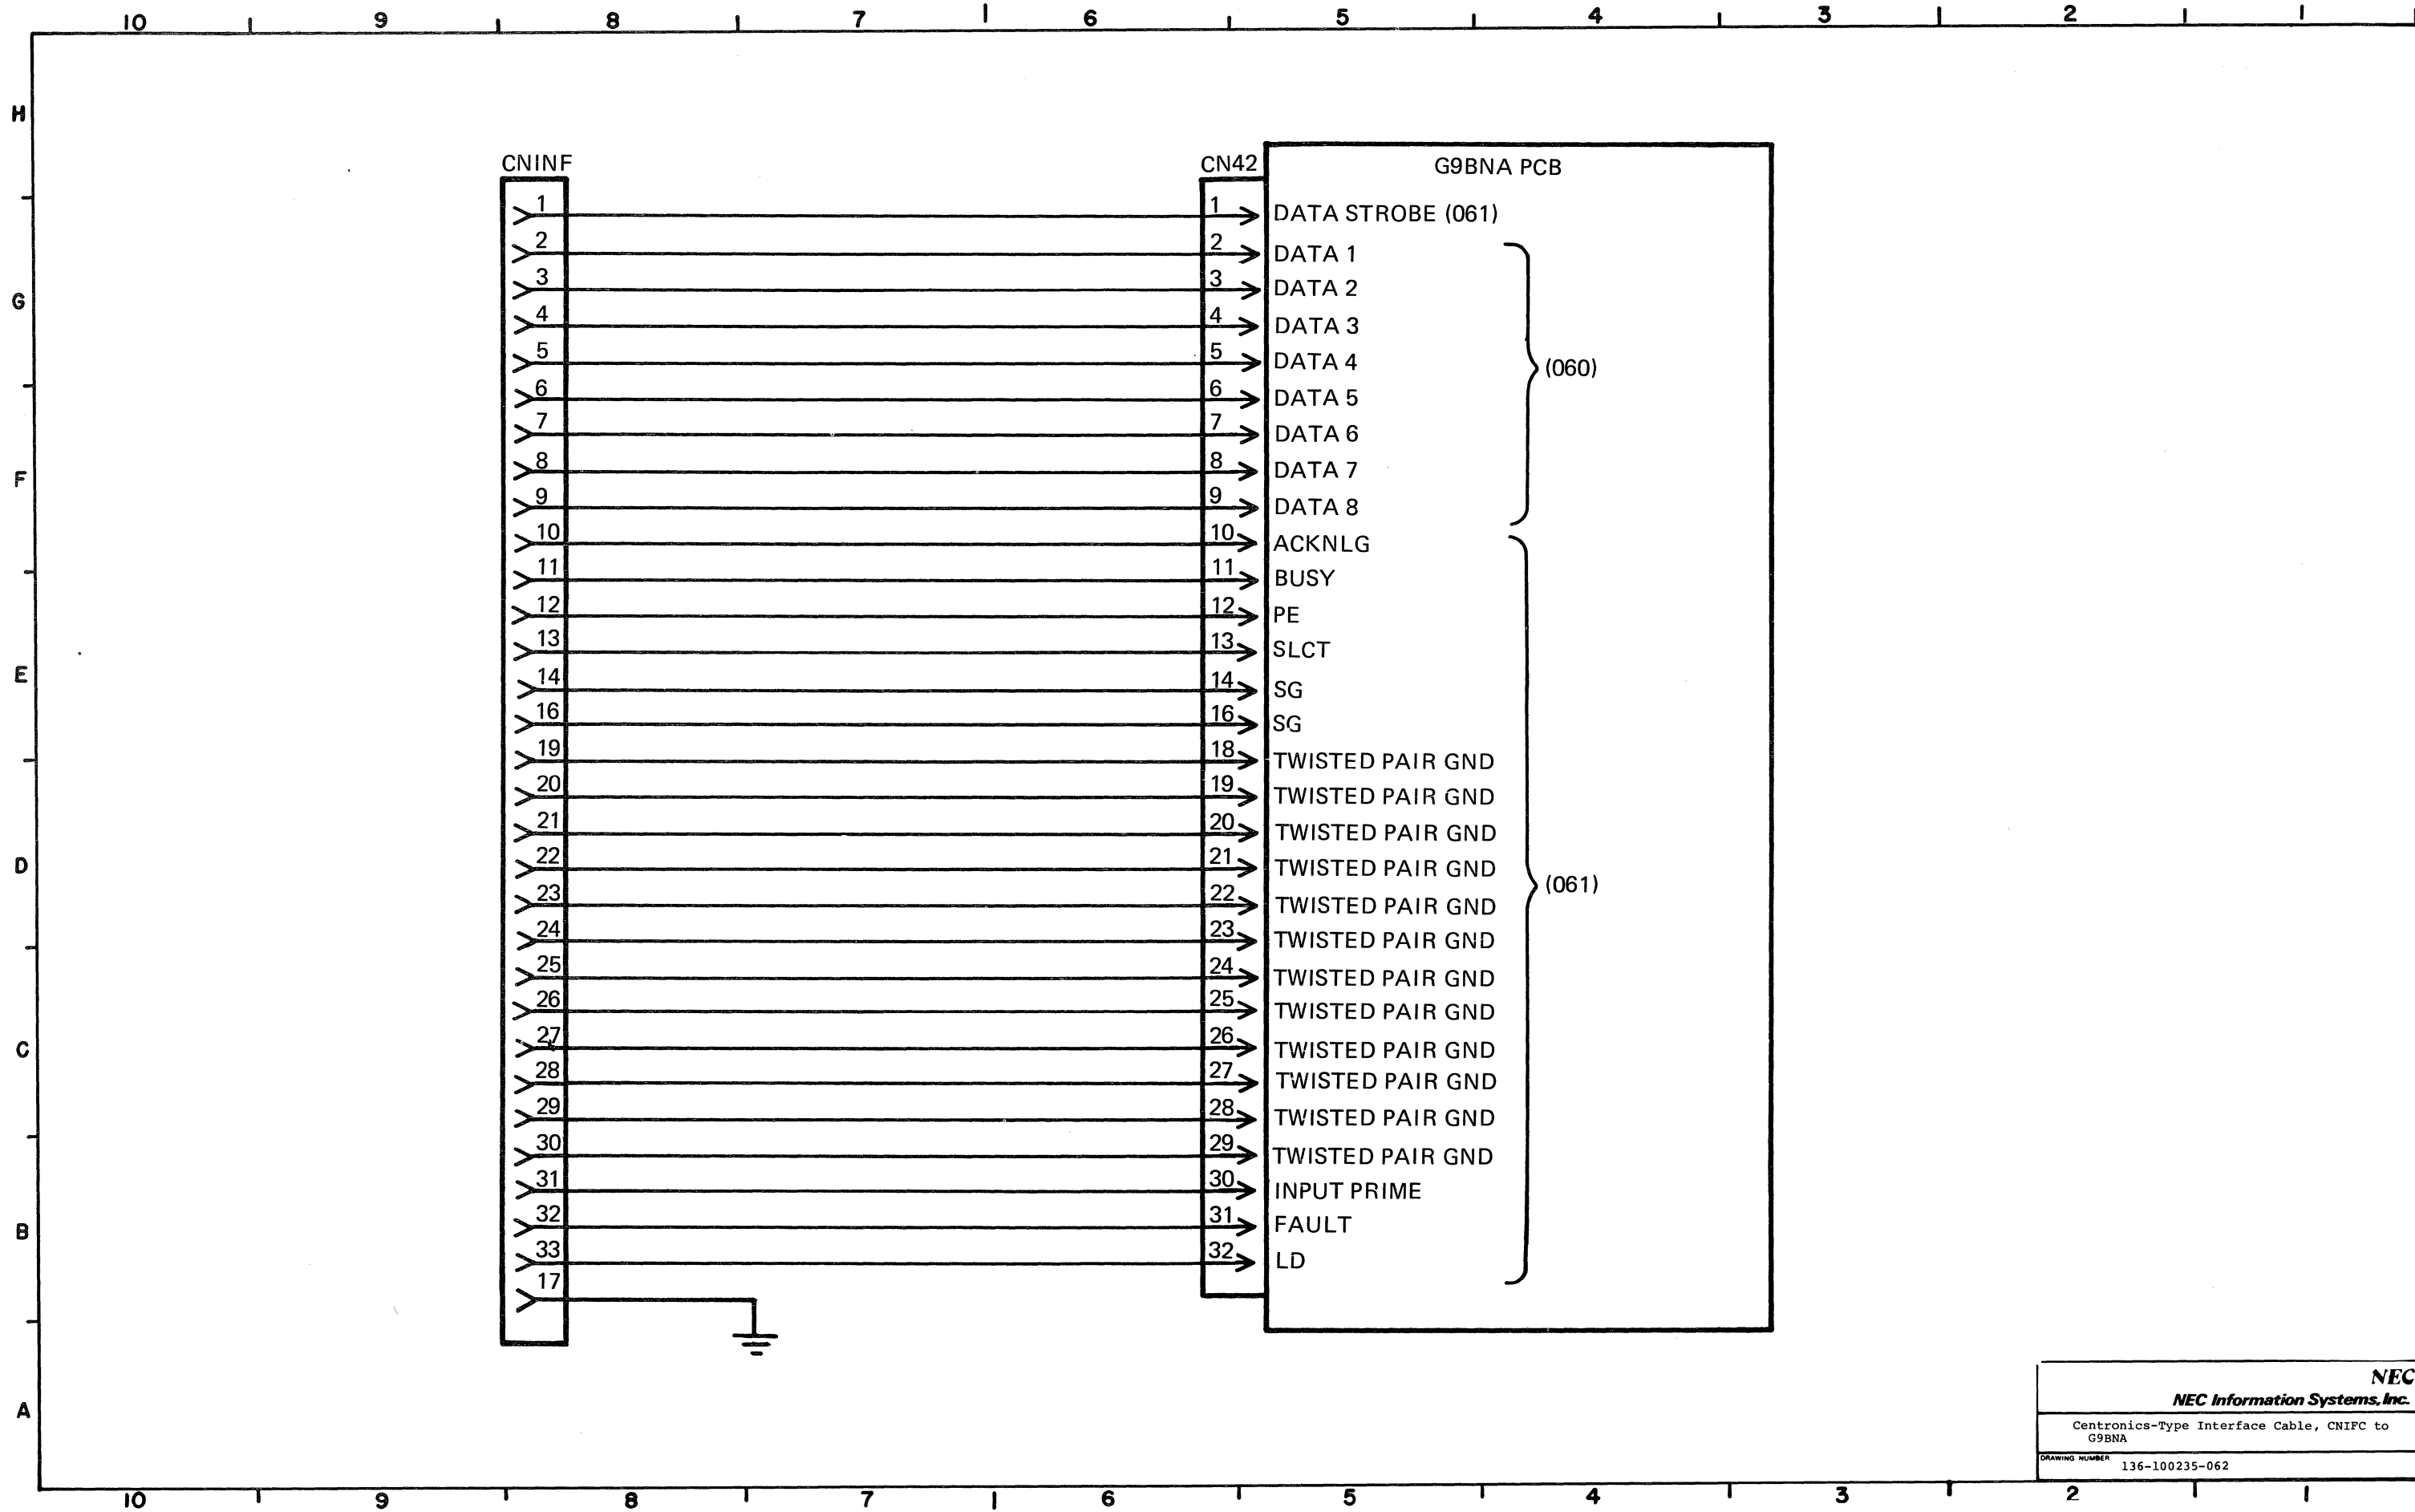 10 9 8 7 6 5 4 3 2
H
G
F
E
D
C
B
A
CNINF CN42 G9BNA PCB
1 1 DATA STROBE (061)
2 2 DATA 1
3 3 DATA 2
4 4 DATA 3
5 5 DATA 4
(060)
6 6 DATA 5
7 7 DATA 6
8 8 DATA 7
9 9 DATA 8
10 10 ACKNLG
11 11 BUSY
12 12 PE
13 13 SLCT
14 14 SG
16 16 SG
19 18 TWISTED PAIR GND
20 19 TWISTED PAIR GND
21 20 TWISTED PAIR GND
22 21 TWISTED PAIR GND
(061)
23 22 TWISTED PAIR GND
24 23 TWISTED PAIR GND
25 24 TWISTED PAIR GND
26 25 TWISTED PAIR GND
27 26 TWISTED PAIR GND
28 27 TWISTED PAIR GND
29 28 TWISTED PAIR GND
30 29 TWISTED PAIR GND
31 30 INPUT PRIME
32 31 FAULT
33 32 LD
17
NEC
NEC Information Systems, Inc.
Centronics-Type Interface Cable, CNIFC to
G9BNA
DRAWING NUMBER 136-100235-062
10 9 8 7 6 5 4 3 2